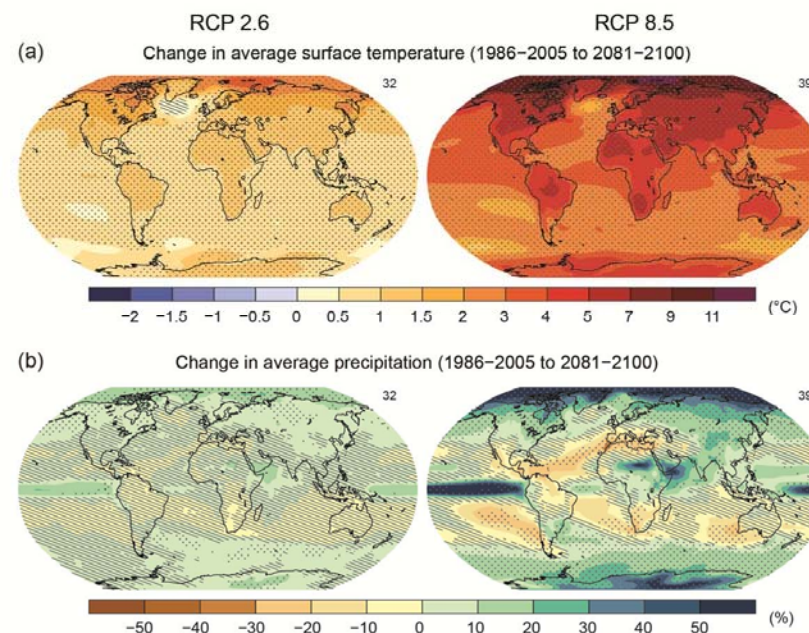 RCP 2.6 RCP 8.5
(a) Change in average surface temperature (1986−2005 to 2081−2100)
32 39
−2 −1.5 −1 −0.5 0 0.5 1 1.5 2 3 4 5 7 9 11 (°C)
(b) Change in average precipitation (1986−2005 to 2081−2100)
32 39
−50 −40 −30 −20 −10 0 10 20 30 40 50 (%)